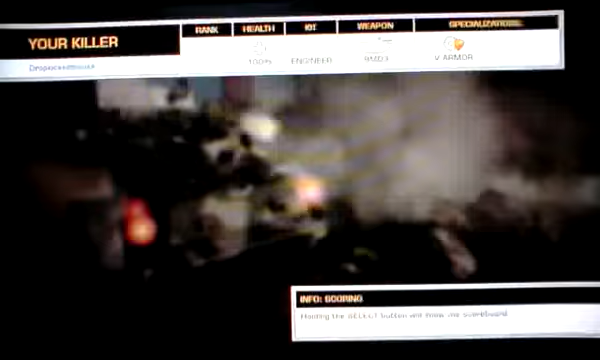 YOUR KILLER
RANK HEALTH KIT WEAPON SPECIALIZATIONS
100% ENGINEER V.ARMOR
INFO: SCORING
Holding the SELECT button will show the scoreboard